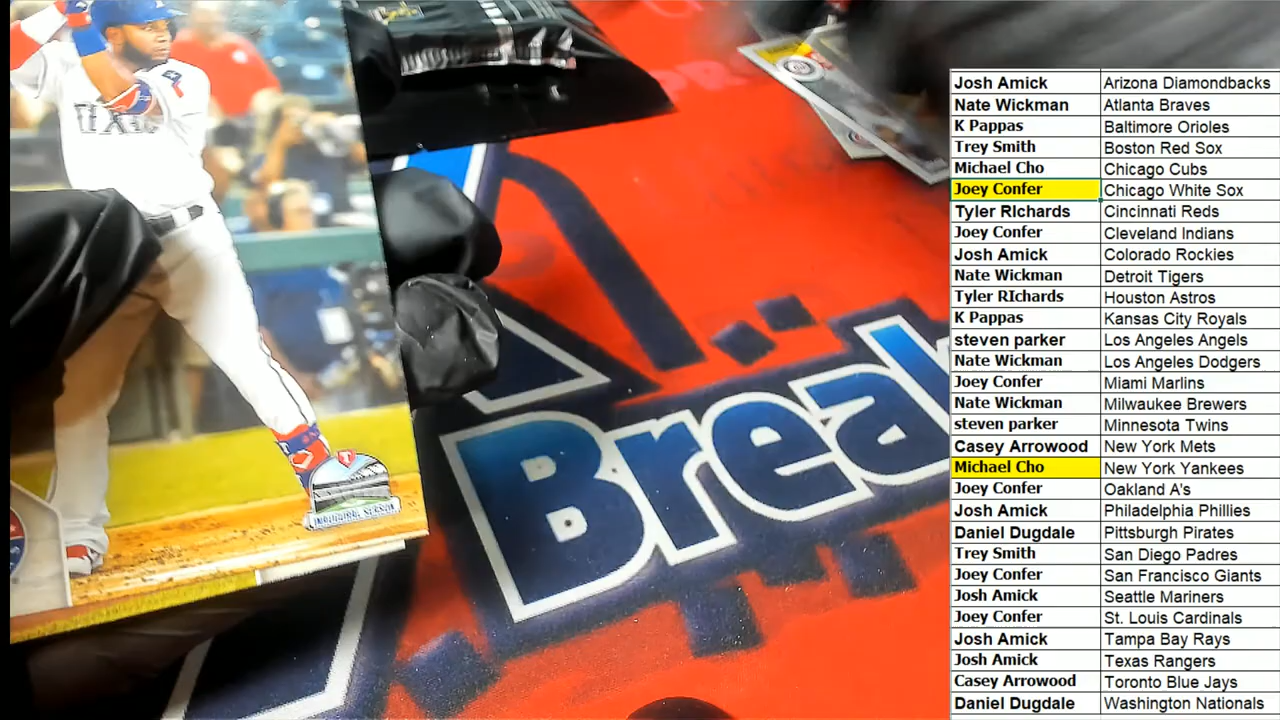 TEXAS
INAUGURAL SEASON
Break
Josh Amick Arizona Diamondbacks
Nate Wickman Atlanta Braves
K Pappas Baltimore Orioles
Trey Smith Boston Red Sox
Michael Cho Chicago Cubs
Joey Confer Chicago White Sox
Tyler RIchards Cincinnati Reds
Joey Confer Cleveland Indians
Josh Amick Colorado Rockies
Nate Wickman Detroit Tigers
Tyler RIchards Houston Astros
K Pappas Kansas City Royals
steven parker Los Angeles Angels
Nate Wickman Los Angeles Dodgers
Joey Confer Miami Marlins
Nate Wickman Milwaukee Brewers
steven parker Minnesota Twins
Casey Arrowood New York Mets
Michael Cho New York Yankees
Joey Confer Oakland A's
Josh Amick Philadelphia Phillies
Daniel Dugdale Pittsburgh Pirates
Trey Smith San Diego Padres
Joey Confer San Francisco Giants
Josh Amick Seattle Mariners
Joey Confer St. Louis Cardinals
Josh Amick Tampa Bay Rays
Josh Amick Texas Rangers
Casey Arrowood Toronto Blue Jays
Daniel Dugdale Washington Nationals